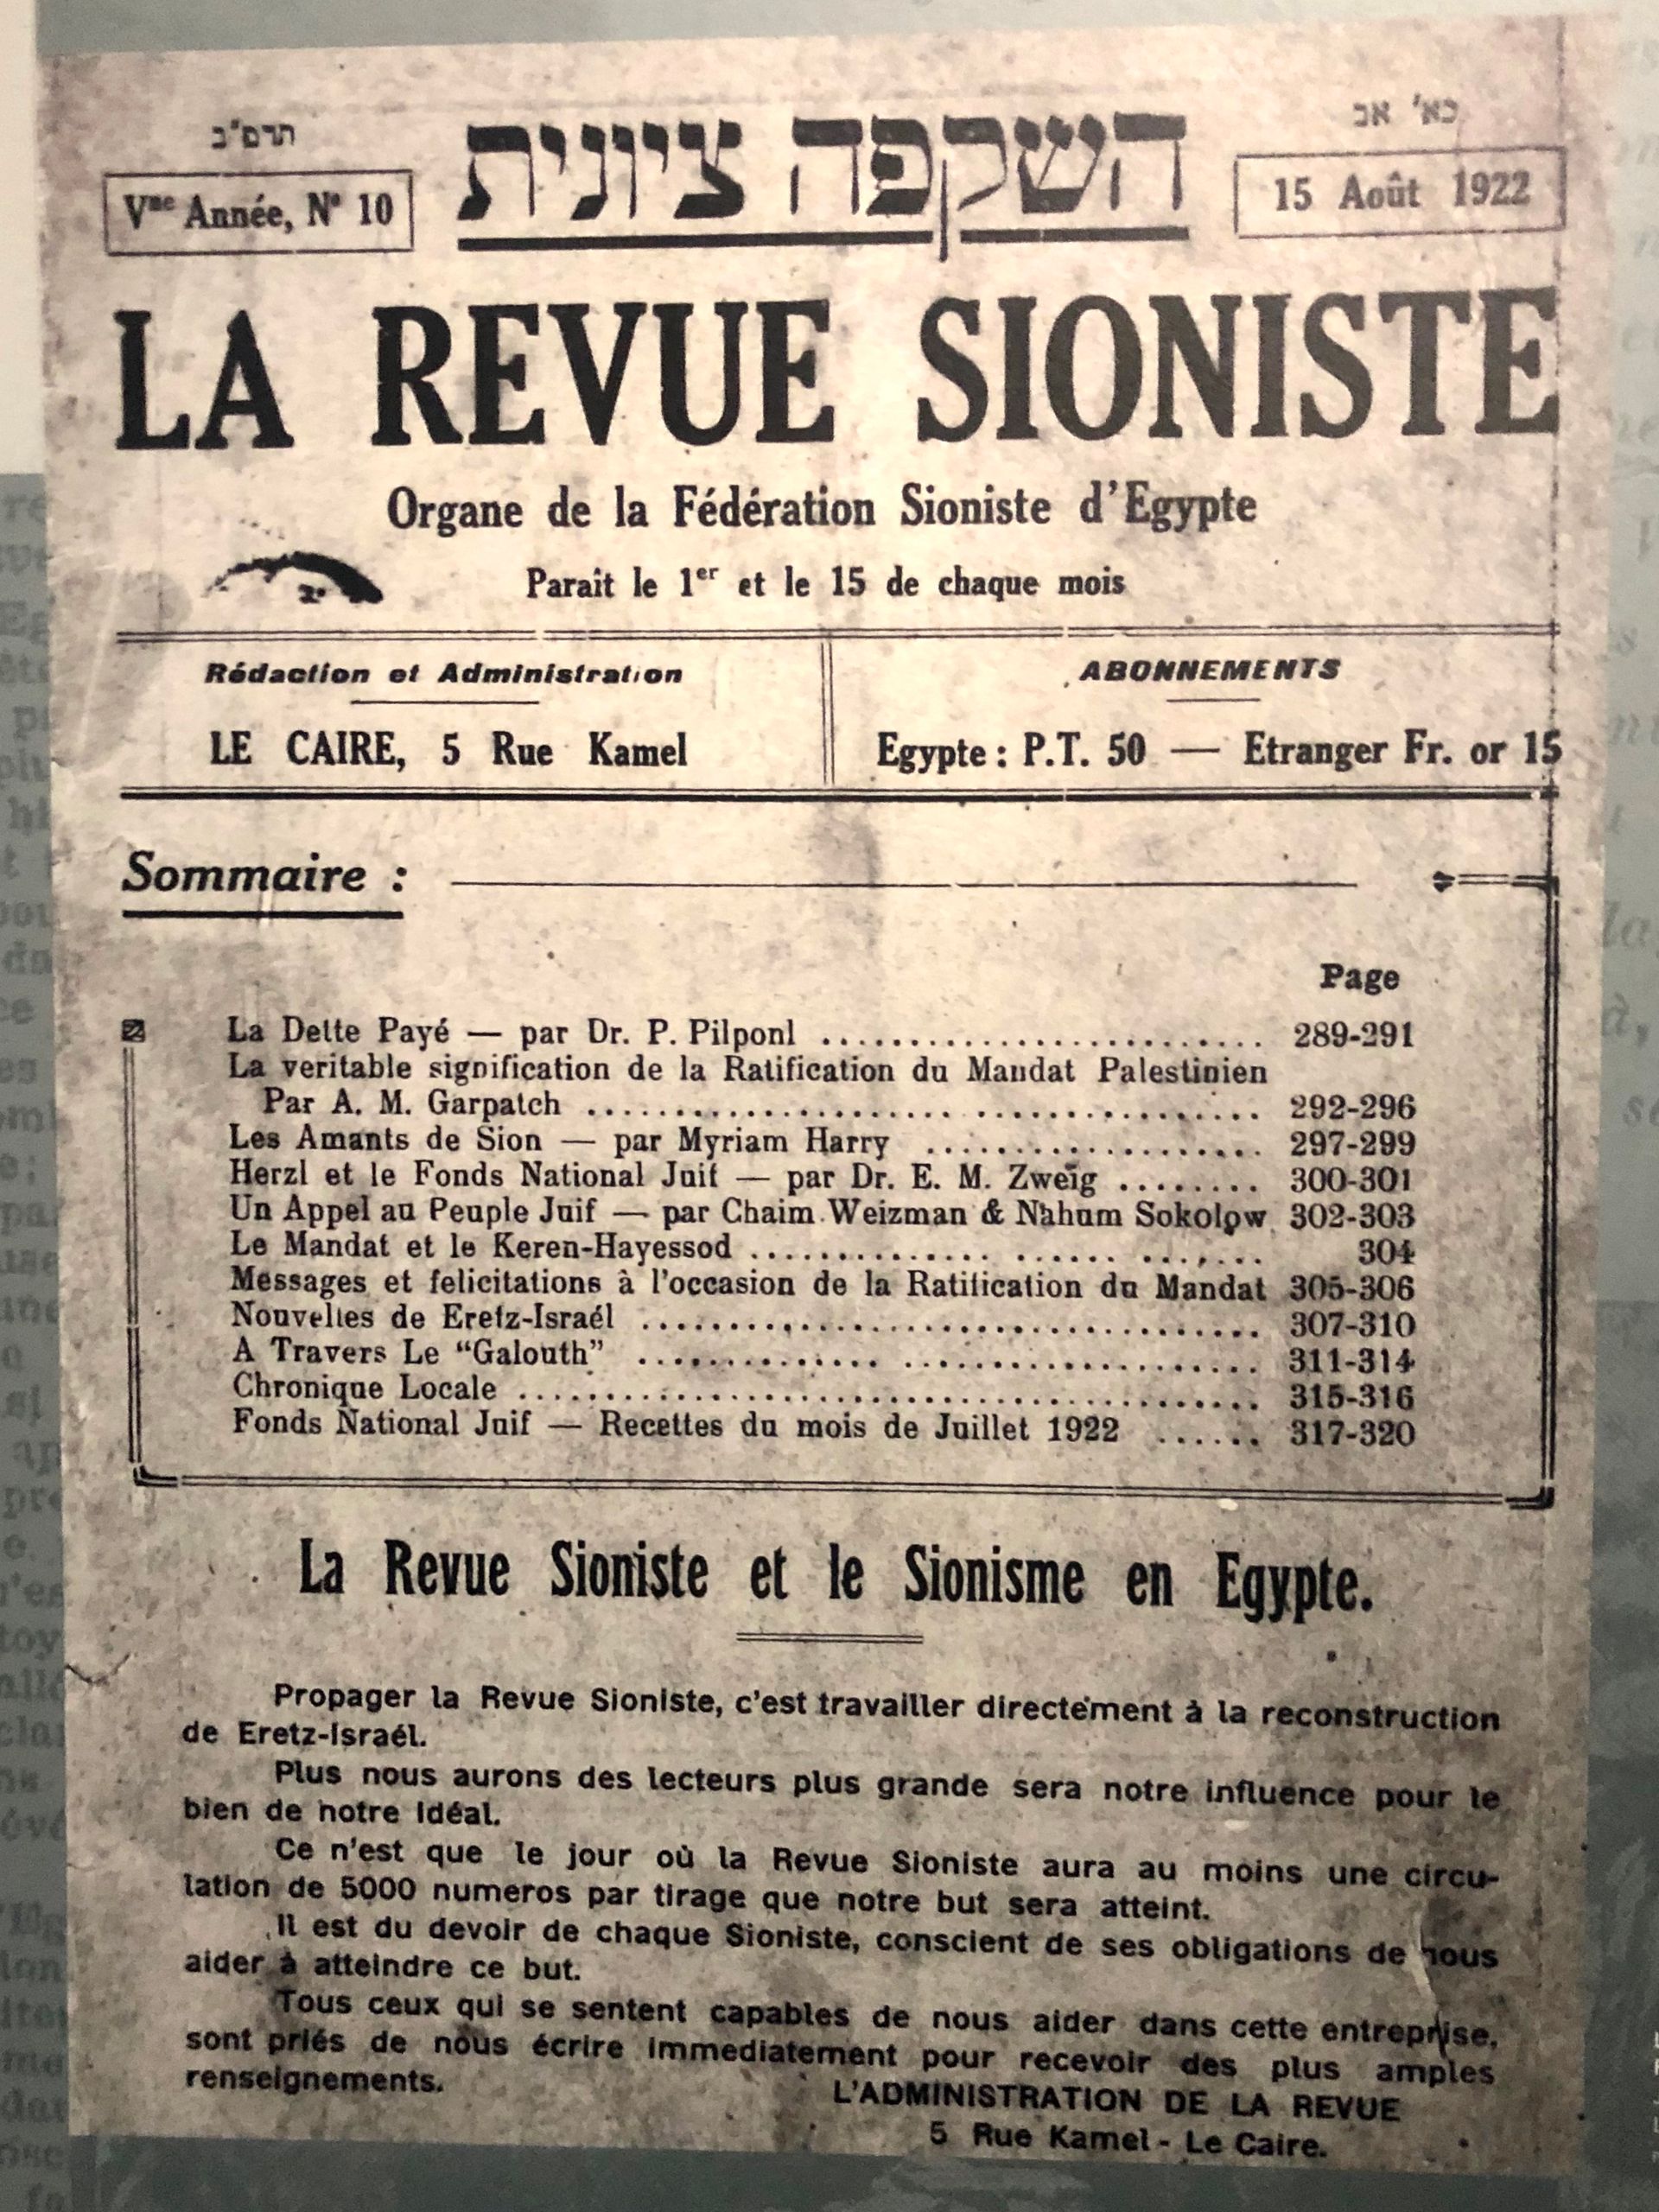 תרפ"ב
השקפה ציונית
כא' אב
Vme Année, N° 10
15 Août 1922
LA REVUE SIONISTE
Organe de la Fédération Sioniste d'Egypte
Parait le 1er et le 15 de chaque mois
Rédaction et Administration
ABONNEMENTS
LE CAIRE, 5 Rue Kamel
Egypte : P.T. 50 — Etranger Fr. or 15
Sommaire :
Page
La Dette Payé — par Dr. P. Pilponl ......................... 289-291
La veritable signification de la Ratification du Mandat Palestinien
Par A. M. Garpatch ...................................... 292-296
Les Amants de Sion — par Myriam Harry ................... 297-299
Herzl et le Fonds National Juif — par Dr. E. M. Zweig ........ 300-301
Un Appel au Peuple Juif — par Chaim Weizman & Nahum Sokolow 302-303
Le Mandat et le Keren-Hayessod ............................ 304
Messages et felicitations à l'occasion de la Ratification du Mandat 305-306
Nouvelles de Eretz-Israél ................................... 307-310
A Travers Le "Galouth" .................................. 311-314
Chronique Locale .......................................... 315-316
Fonds National Juif — Recettes du mois de Juillet 1922 ...... 317-320
La Revue Sioniste et le Sionisme en Egypte.
Propager la Revue Sioniste, c'est travailler directement à la reconstruction
de Eretz-Israél.
Plus nous aurons des lecteurs plus grande sera notre influence pour le
bien de notre Idéal.
Ce n'est que le jour où la Revue Sioniste aura au moins une circu-
lation de 5000 numeros par tirage que notre but sera atteint.
Il est du devoir de chaque Sioniste, conscient de ses obligations de nous
aider à atteindre ce but.
Tous ceux qui se sentent capables de nous aider dans cette entreprise,
sont priés de nous écrire immediatement pour recevoir des plus amples
renseignements.
L'ADMINISTRATION DE LA REVUE
5 Rue Kamel - Le Caire.